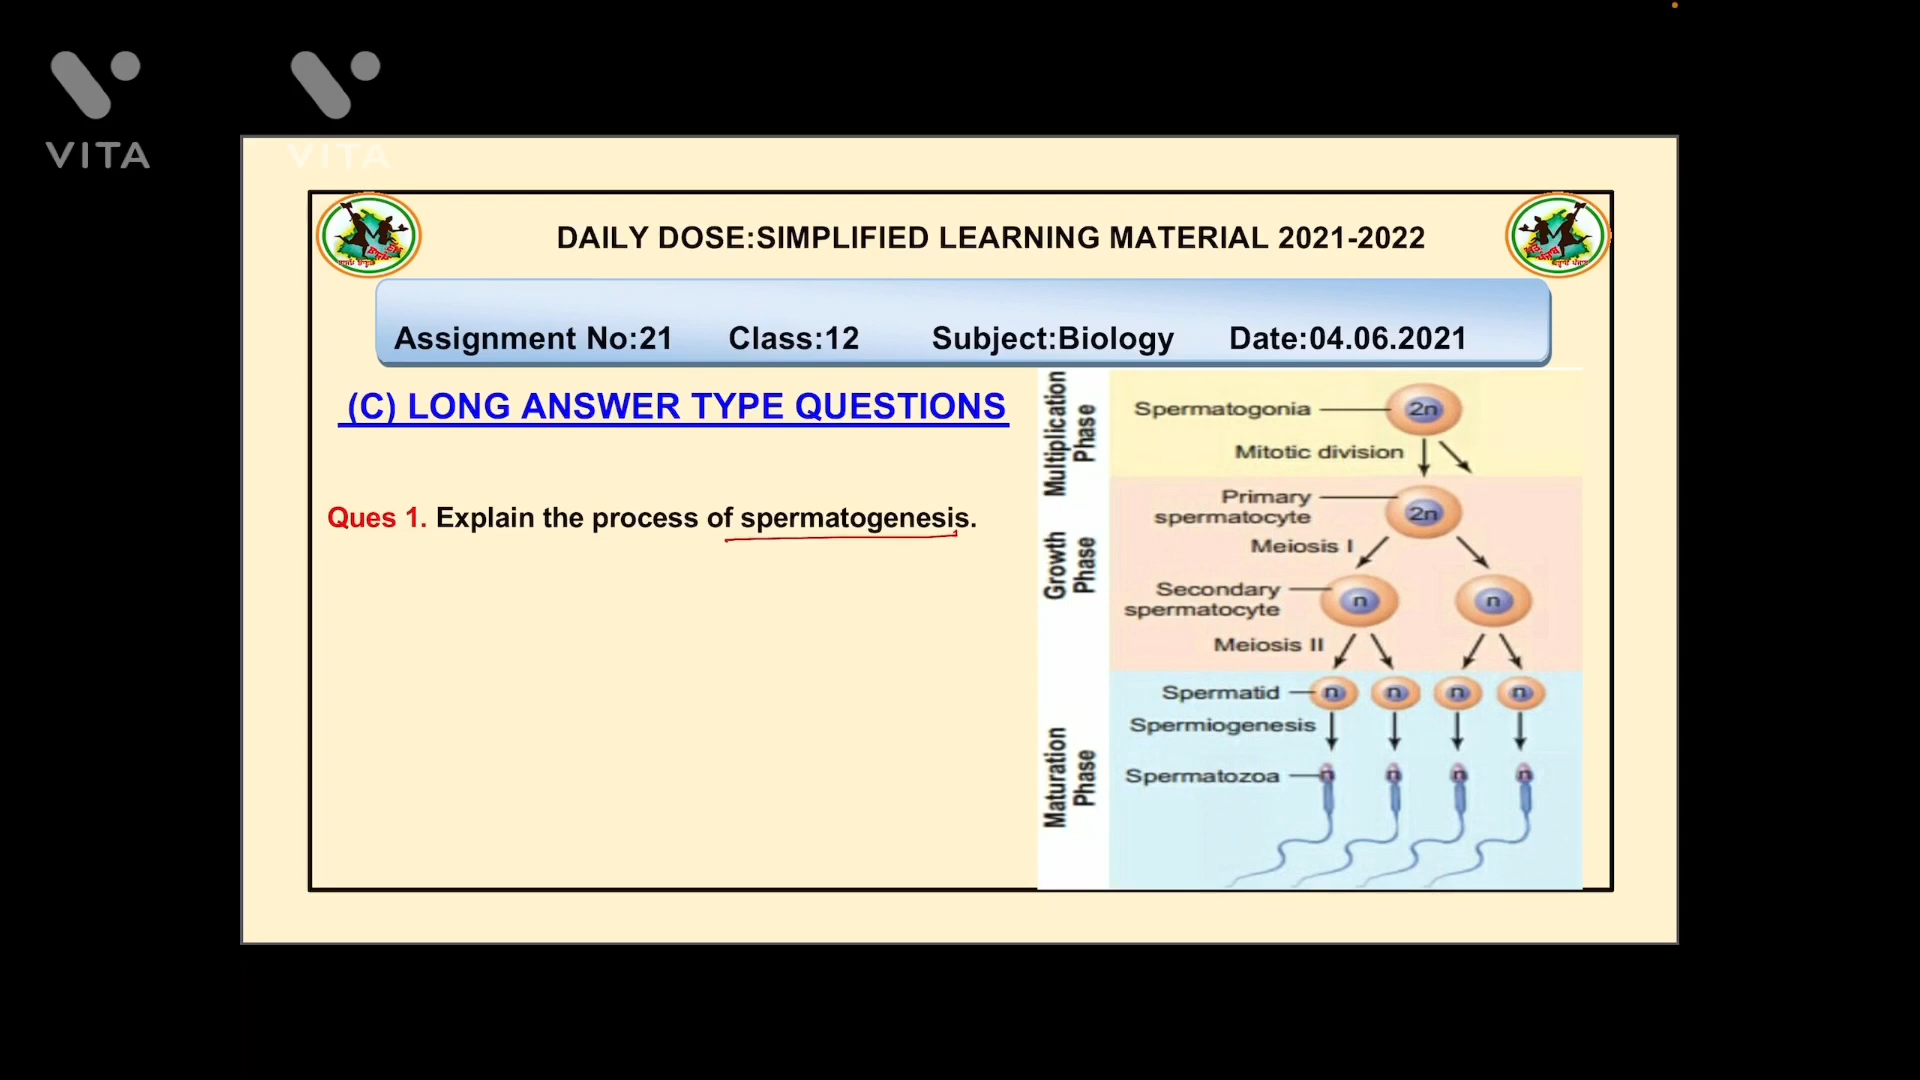 VITA
VITA
DAILY DOSE:SIMPLIFIED LEARNING MATERIAL 2021-2022
Assignment No:21 Class:12 Subject:Biology Date:04.06.2021
(C) LONG ANSWER TYPE QUESTIONS
Ques 1. Explain the process of spermatogenesis.
Multiplication
Phase
Spermatogonia
2n
Mitotic division
Growth
Phase
Primary
spermatocyte
2n
Meiosis I
Secondary
spermatocyte
n
n
Meiosis II
Maturation
Phase
Spermatid
n
n
n
n
Spermiogenesis
Spermatozoa
n
n
n
n